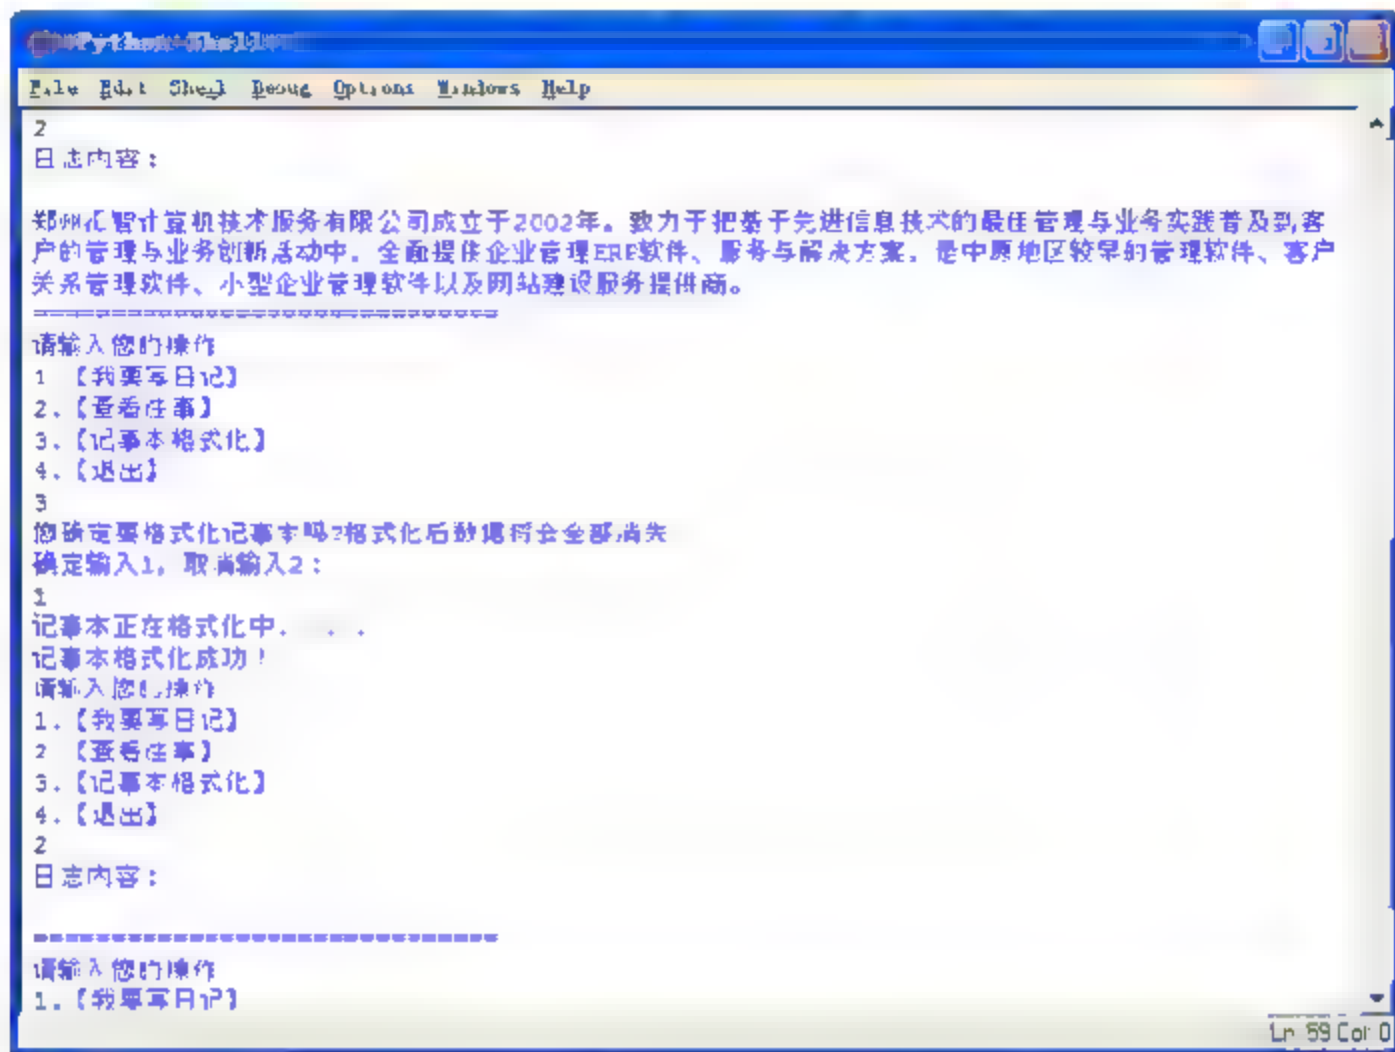 Python Shell
File Edit Shell Debug Options Windows Help
2
日志内容：
郑州汇智计算机技术服务有限公司成立于2002年。致力于把基于先进信息技术的最佳管理与业务实践普及到客
户的管理与业务创新活动中。全面提供企业管理ERP软件、服务与解决方案，是中原地区较早的管理软件、客户
关系管理软件、小型企业管理软件以及网站建设服务提供商。
==============================
请输入您的操作
1.【我要写日记】
2.【查看往事】
3.【记事本格式化】
4.【退出】
3
您确定要格式化记事本吗?格式化后数据将会全部消失
确定输入1，取消输入2：
1
记事本正在格式化中. . . .
记事本格式化成功！
请输入您的操作
1.【我要写日记】
2.【查看往事】
3.【记事本格式化】
4.【退出】
2
日志内容：
==============================
请输入您的操作
1.【我要写日记】
Ln: 59 Col: 0